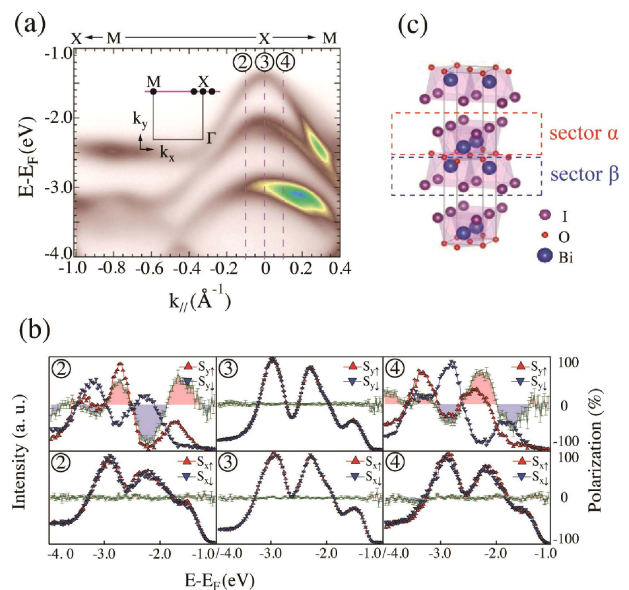 (a)
X M X M
② ③ ④
-1.0
-2.0
-3.0
-4.0
E-E_F(eV)
M X
k_y
k_x
Γ
-1.0 -0.8 -0.6 -0.4 -0.2 0 0.2 0.4
k_//(Å⁻¹)
(c)
sector α
sector β
I
O
Bi
(b)
② S_y↑ S_y↓
③ S_y↑ S_y↓
④ S_y↑ S_y↓
② S_x↑ S_x↓
③ S_x↑ S_x↓
④ S_x↑ S_x↓
Intensity (a. u.)
100
0
-100
100
0
-100
Polarization (%)
-4.0 -3.0 -2.0 -1.0/-4.0 -3.0 -2.0 -1.0/-4.0 -3.0 -2.0 -1.0
E-E_F(eV)